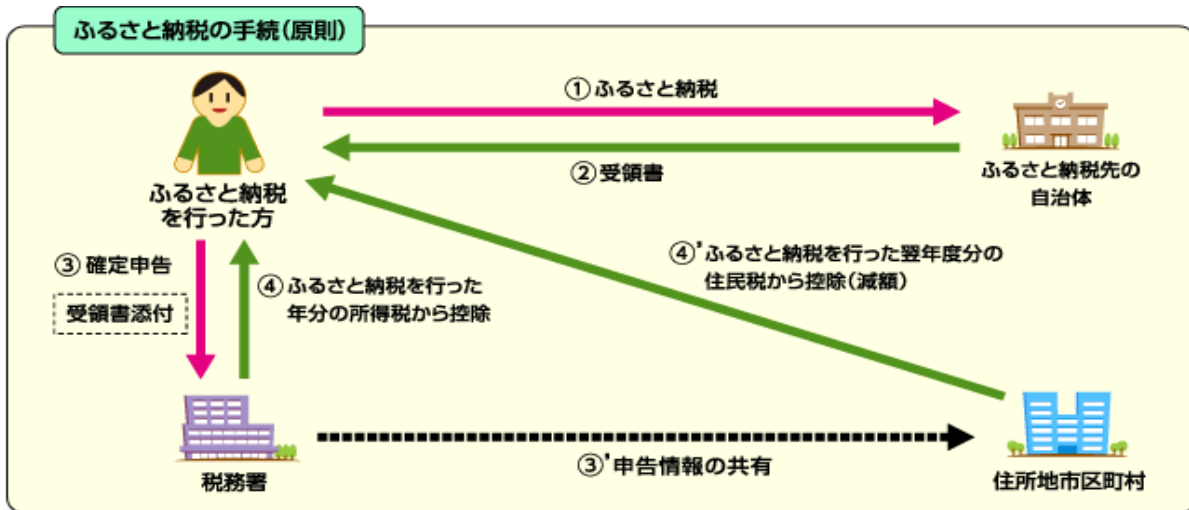 ふるさと納税の手続(原則)
①ふるさと納税
②受領書
ふるさと納税
を行った方
ふるさと納税先の
自治体
③確定申告
受領書添付
④ふるさと納税を行った
年分の所得税から控除
④'ふるさと納税を行った翌年度分の
住民税から控除(減額)
③'申告情報の共有
税務署
住所地市区町村